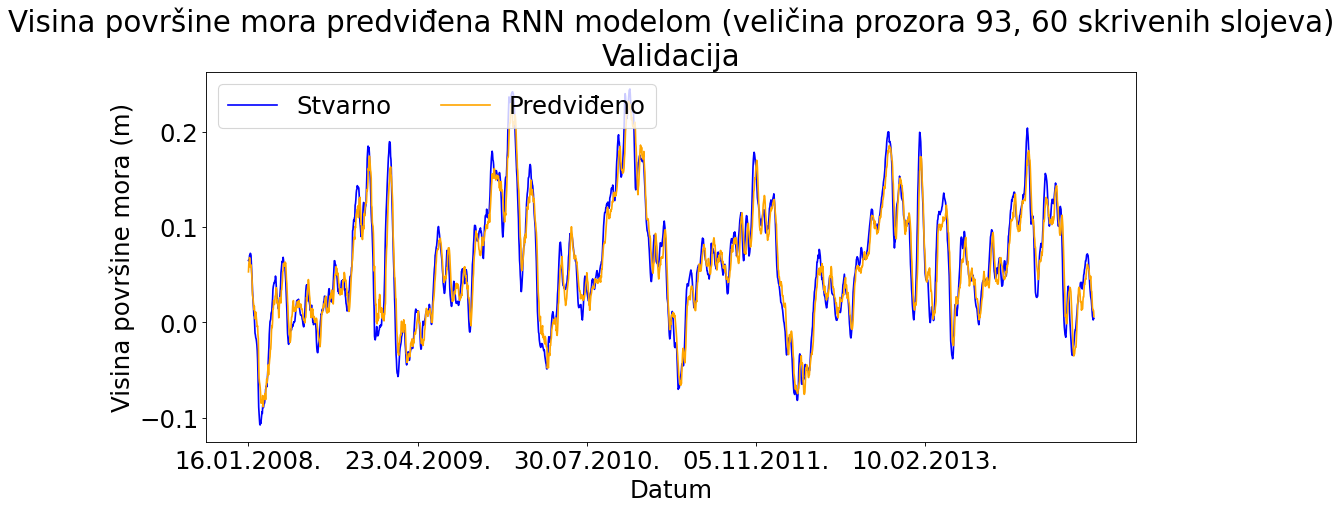 Visina površine mora predviđena RNN modelom (veličina prozora 93, 60 skrivenih slojeva)
Validacija
Stvarno Predviđeno
Visina površine mora (m)
0.2
0.1
0.0
−0.1
16.01.2008. 23.04.2009. 30.07.2010. 05.11.2011. 10.02.2013.
Datum